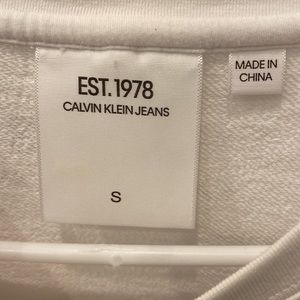 EST.1978
CALVIN KLEIN JEANS
S
MADE IN
CHINA